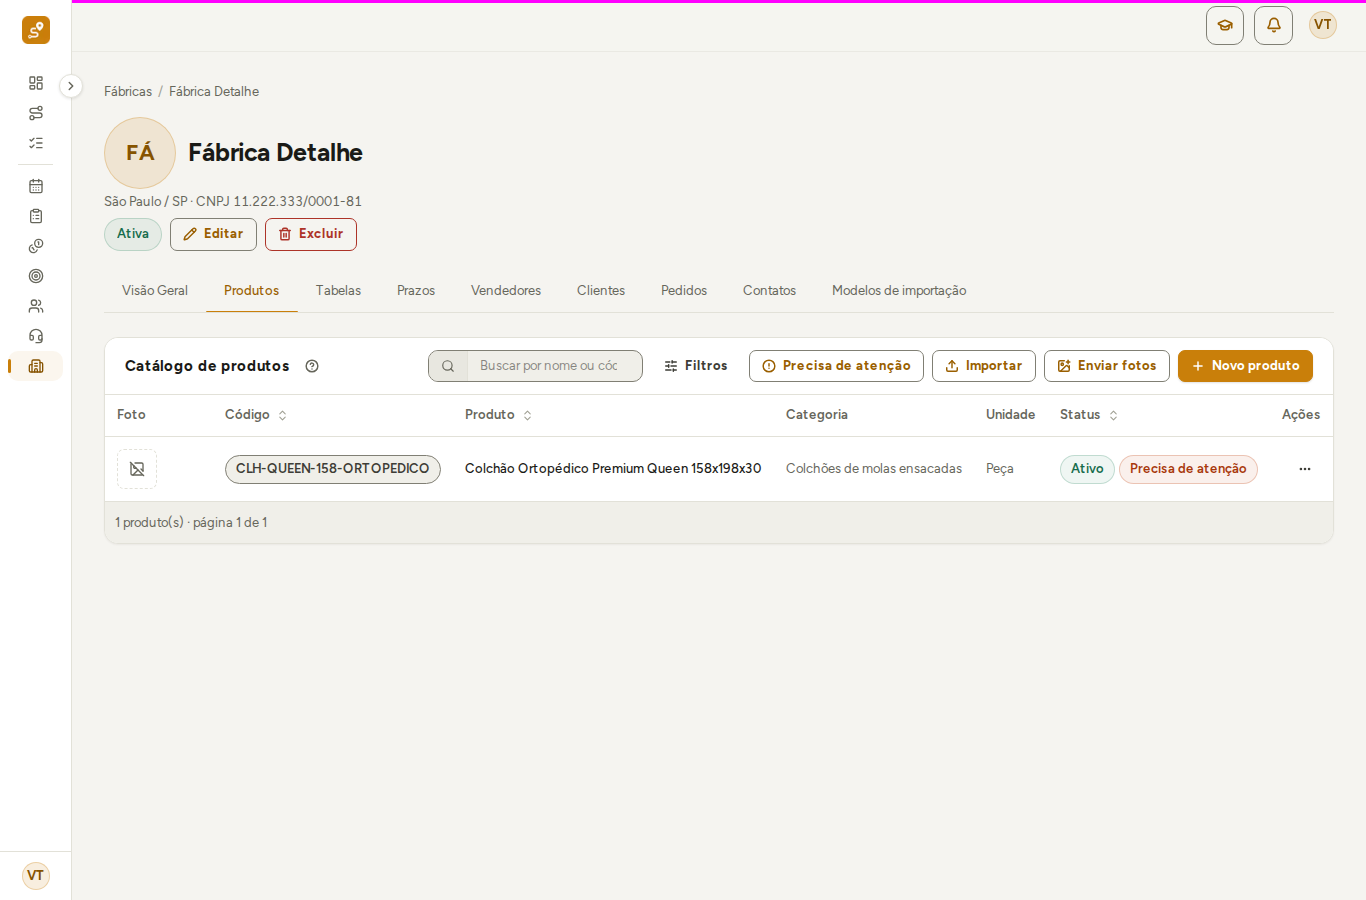 VT
Fábricas / Fábrica Detalhe
FÁ
Fábrica Detalhe
São Paulo / SP · CNPJ 11.222.333/0001-81
Ativa
Editar
Excluir
Visão Geral
Produtos
Tabelas
Prazos
Vendedores
Clientes
Pedidos
Contatos
Modelos de importação
Catálogo de produtos
Buscar por nome ou cóc
Filtros
Precisa de atenção
Importar
Enviar fotos
Novo produto
Foto
Código
Produto
Categoria
Unidade
Status
Ações
CLH-QUEEN-158-ORTOPEDICO
Colchão Ortopédico Premium Queen 158x198x30
Colchões de molas ensacadas
Peça
Ativo
Precisa de atenção
1 produto(s) · página 1 de 1
VT